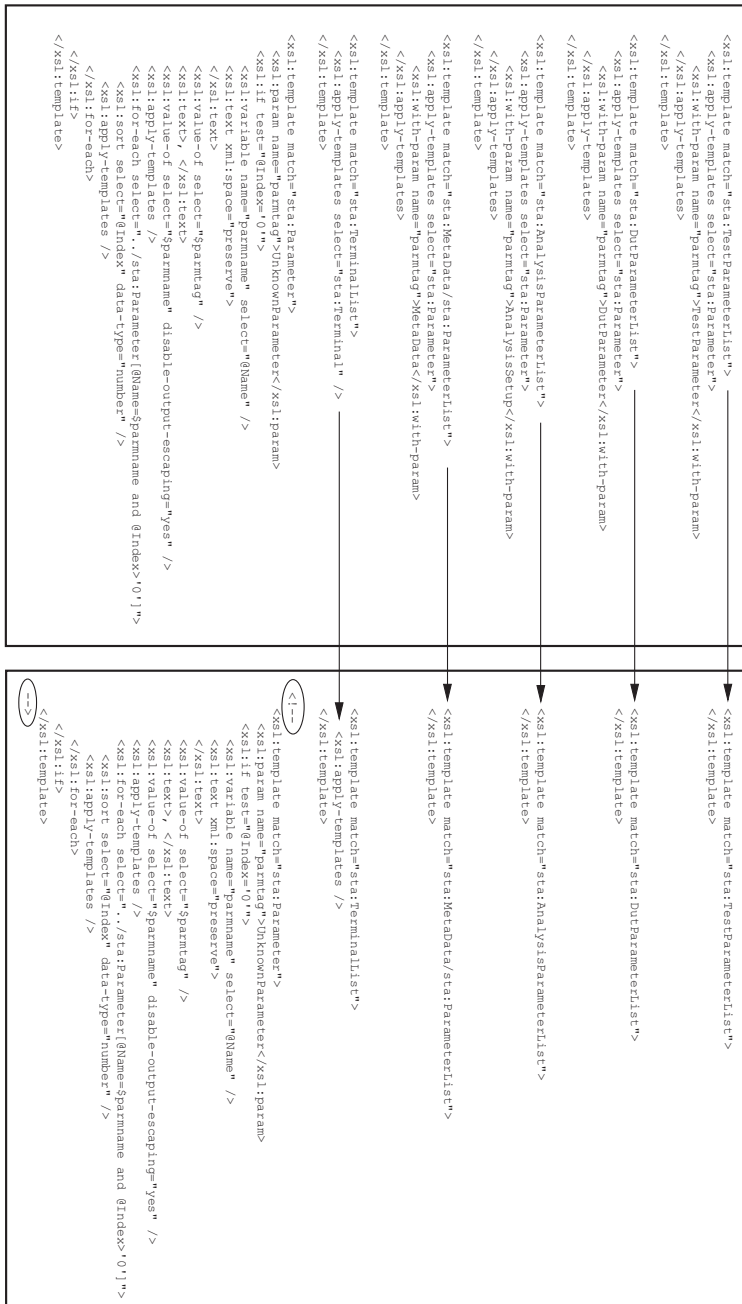 <xsl:template match="sta:TestParameterList">
<xsl:apply-templates select="sta:Parameter">
<xsl:with-param name="parmtag">TestParameter</xsl:with-param>
</xsl:apply-templates>
</xsl:template>
<xsl:template match="sta:DutParameterList">
<xsl:apply-templates select="sta:Parameter">
<xsl:with-param name="parmtag">DutParameter</xsl:with-param>
</xsl:apply-templates>
</xsl:template>
<xsl:template match="sta:AnalysisParameterList">
<xsl:apply-templates select="sta:Parameter">
<xsl:with-param name="parmtag">AnalysisSetup</xsl:with-param>
</xsl:apply-templates>
</xsl:template>
<xsl:template match="sta:MetaData/sta:ParameterList">
<xsl:apply-templates select="sta:Parameter">
<xsl:with-param name="parmtag">MetaData</xsl:with-param>
</xsl:apply-templates>
</xsl:template>
<xsl:template match="sta:TerminalList">
<xsl:apply-templates select="sta:Terminal" />
</xsl:template>
<xsl:template match="sta:Parameter">
<xsl:param name="parmtag">UnknownParameter</xsl:param>
<xsl:if test="@Index='0'">
<xsl:variable name="parmname" select="@Name" />
<xsl:text xml:space="preserve">
</xsl:text>
<xsl:value-of select="$parmtag" />
<xsl:text>, </xsl:text>
<xsl:value-of select="$parmname" disable-output-escaping="yes" />
<xsl:apply-templates />
<xsl:for-each select="../sta:Parameter[@Name=$parmname and @Index>'0']">
<xsl:sort select="@Index" data-type="number" />
<xsl:apply-templates />
</xsl:for-each>
</xsl:if>
</xsl:template>
<xsl:template match="sta:TestParameterList">
</xsl:template>
<xsl:template match="sta:DutParameterList">
</xsl:template>
<xsl:template match="sta:AnalysisParameterList">
</xsl:template>
<xsl:template match="sta:MetaData/sta:ParameterList">
</xsl:template>
<xsl:template match="sta:TerminalList">
<xsl:apply-templates />
</xsl:template>
<!--
<xsl:template match="sta:Parameter">
<xsl:param name="parmtag">UnknownParameter</xsl:param>
<xsl:if test="@Index='0'">
<xsl:variable name="parmname" select="@Name" />
<xsl:text xml:space="preserve">
</xsl:text>
<xsl:value-of select="$parmtag" />
<xsl:text>, </xsl:text>
<xsl:value-of select="$parmname" disable-output-escaping="yes" />
<xsl:apply-templates />
<xsl:for-each select="../sta:Parameter[@Name=$parmname and @Index>'0']">
<xsl:sort select="@Index" data-type="number" />
<xsl:apply-templates />
</xsl:for-each>
</xsl:if>
</xsl:template>
-->